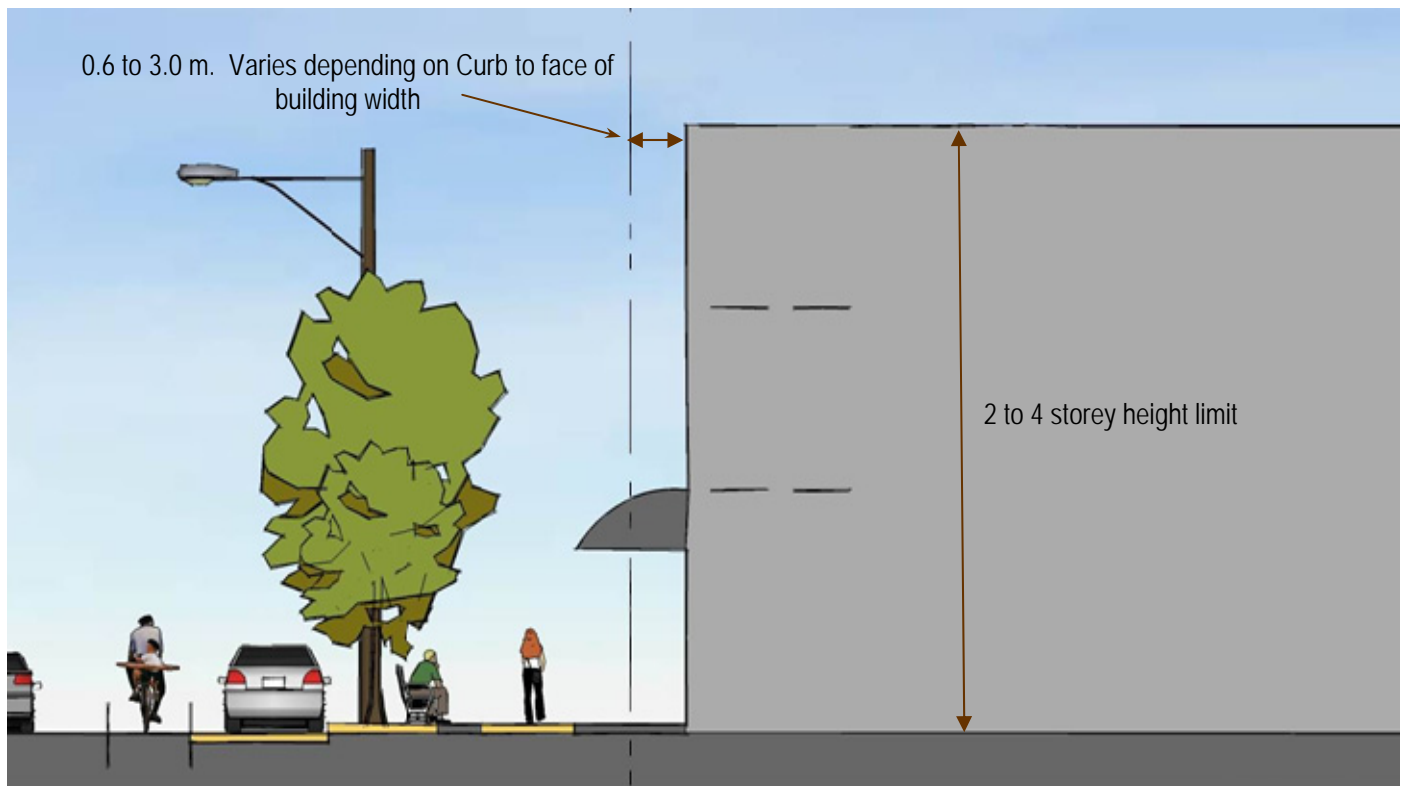 0.6 to 3.0 m. Varies depending on Curb to face of
building width
2 to 4 storey height limit